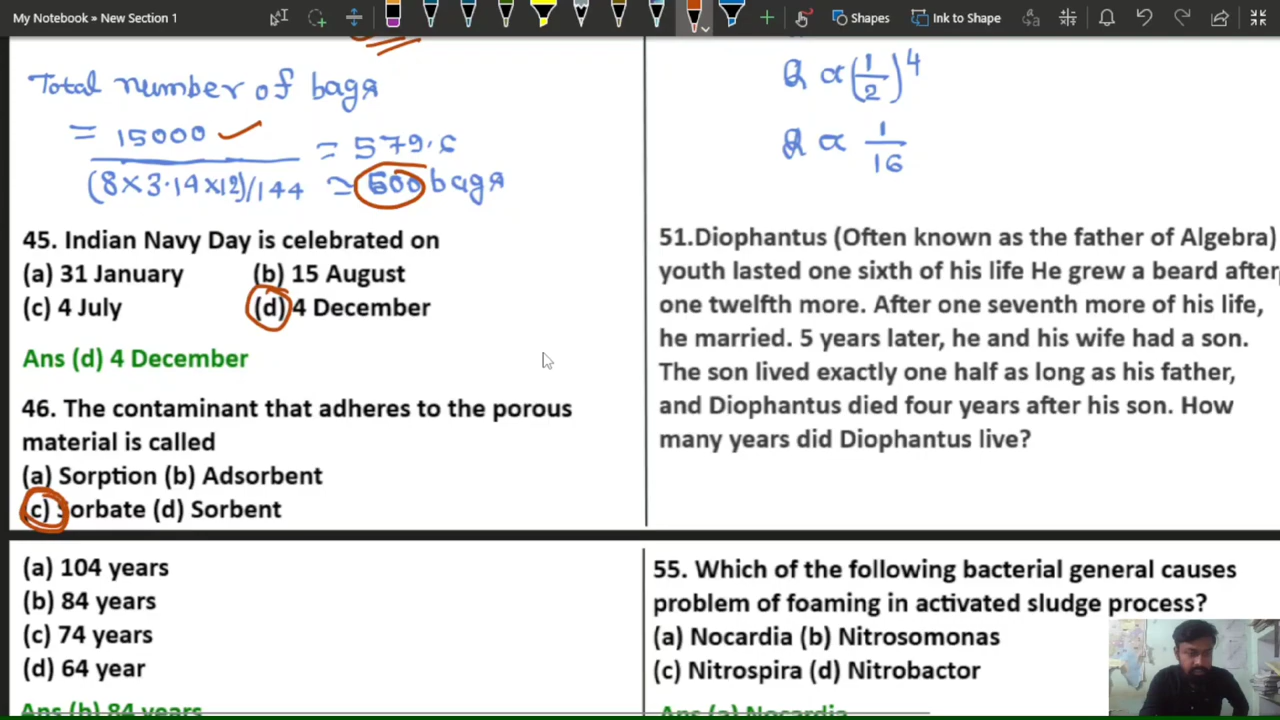 My Notebook » New Section 1
Shapes
Ink to Shape
Total number of bags
= 15000
(8×3.14×12)/144
= 579.6
≃ 600 bags
45. Indian Navy Day is celebrated on
(a) 31 January (b) 15 August
(c) 4 July (d) 4 December
Ans (d) 4 December
46. The contaminant that adheres to the porous
material is called
(a) Sorption (b) Adsorbent
(c) Sorbate (d) Sorbent
(a) 104 years
(b) 84 years
(c) 74 years
(d) 64 year
Ans (b) 84 years
∝ (1/2)4
∝ 1/16
51.Diophantus (Often known as the father of Algebra)
youth lasted one sixth of his life He grew a beard after
one twelfth more. After one seventh more of his life,
he married. 5 years later, he and his wife had a son.
The son lived exactly one half as long as his father,
and Diophantus died four years after his son. How
many years did Diophantus live?
55. Which of the following bacterial general causes
problem of foaming in activated sludge process?
(a) Nocardia (b) Nitrosomonas
(c) Nitrospira (d) Nitrobactor
Ans (a) Nocardia